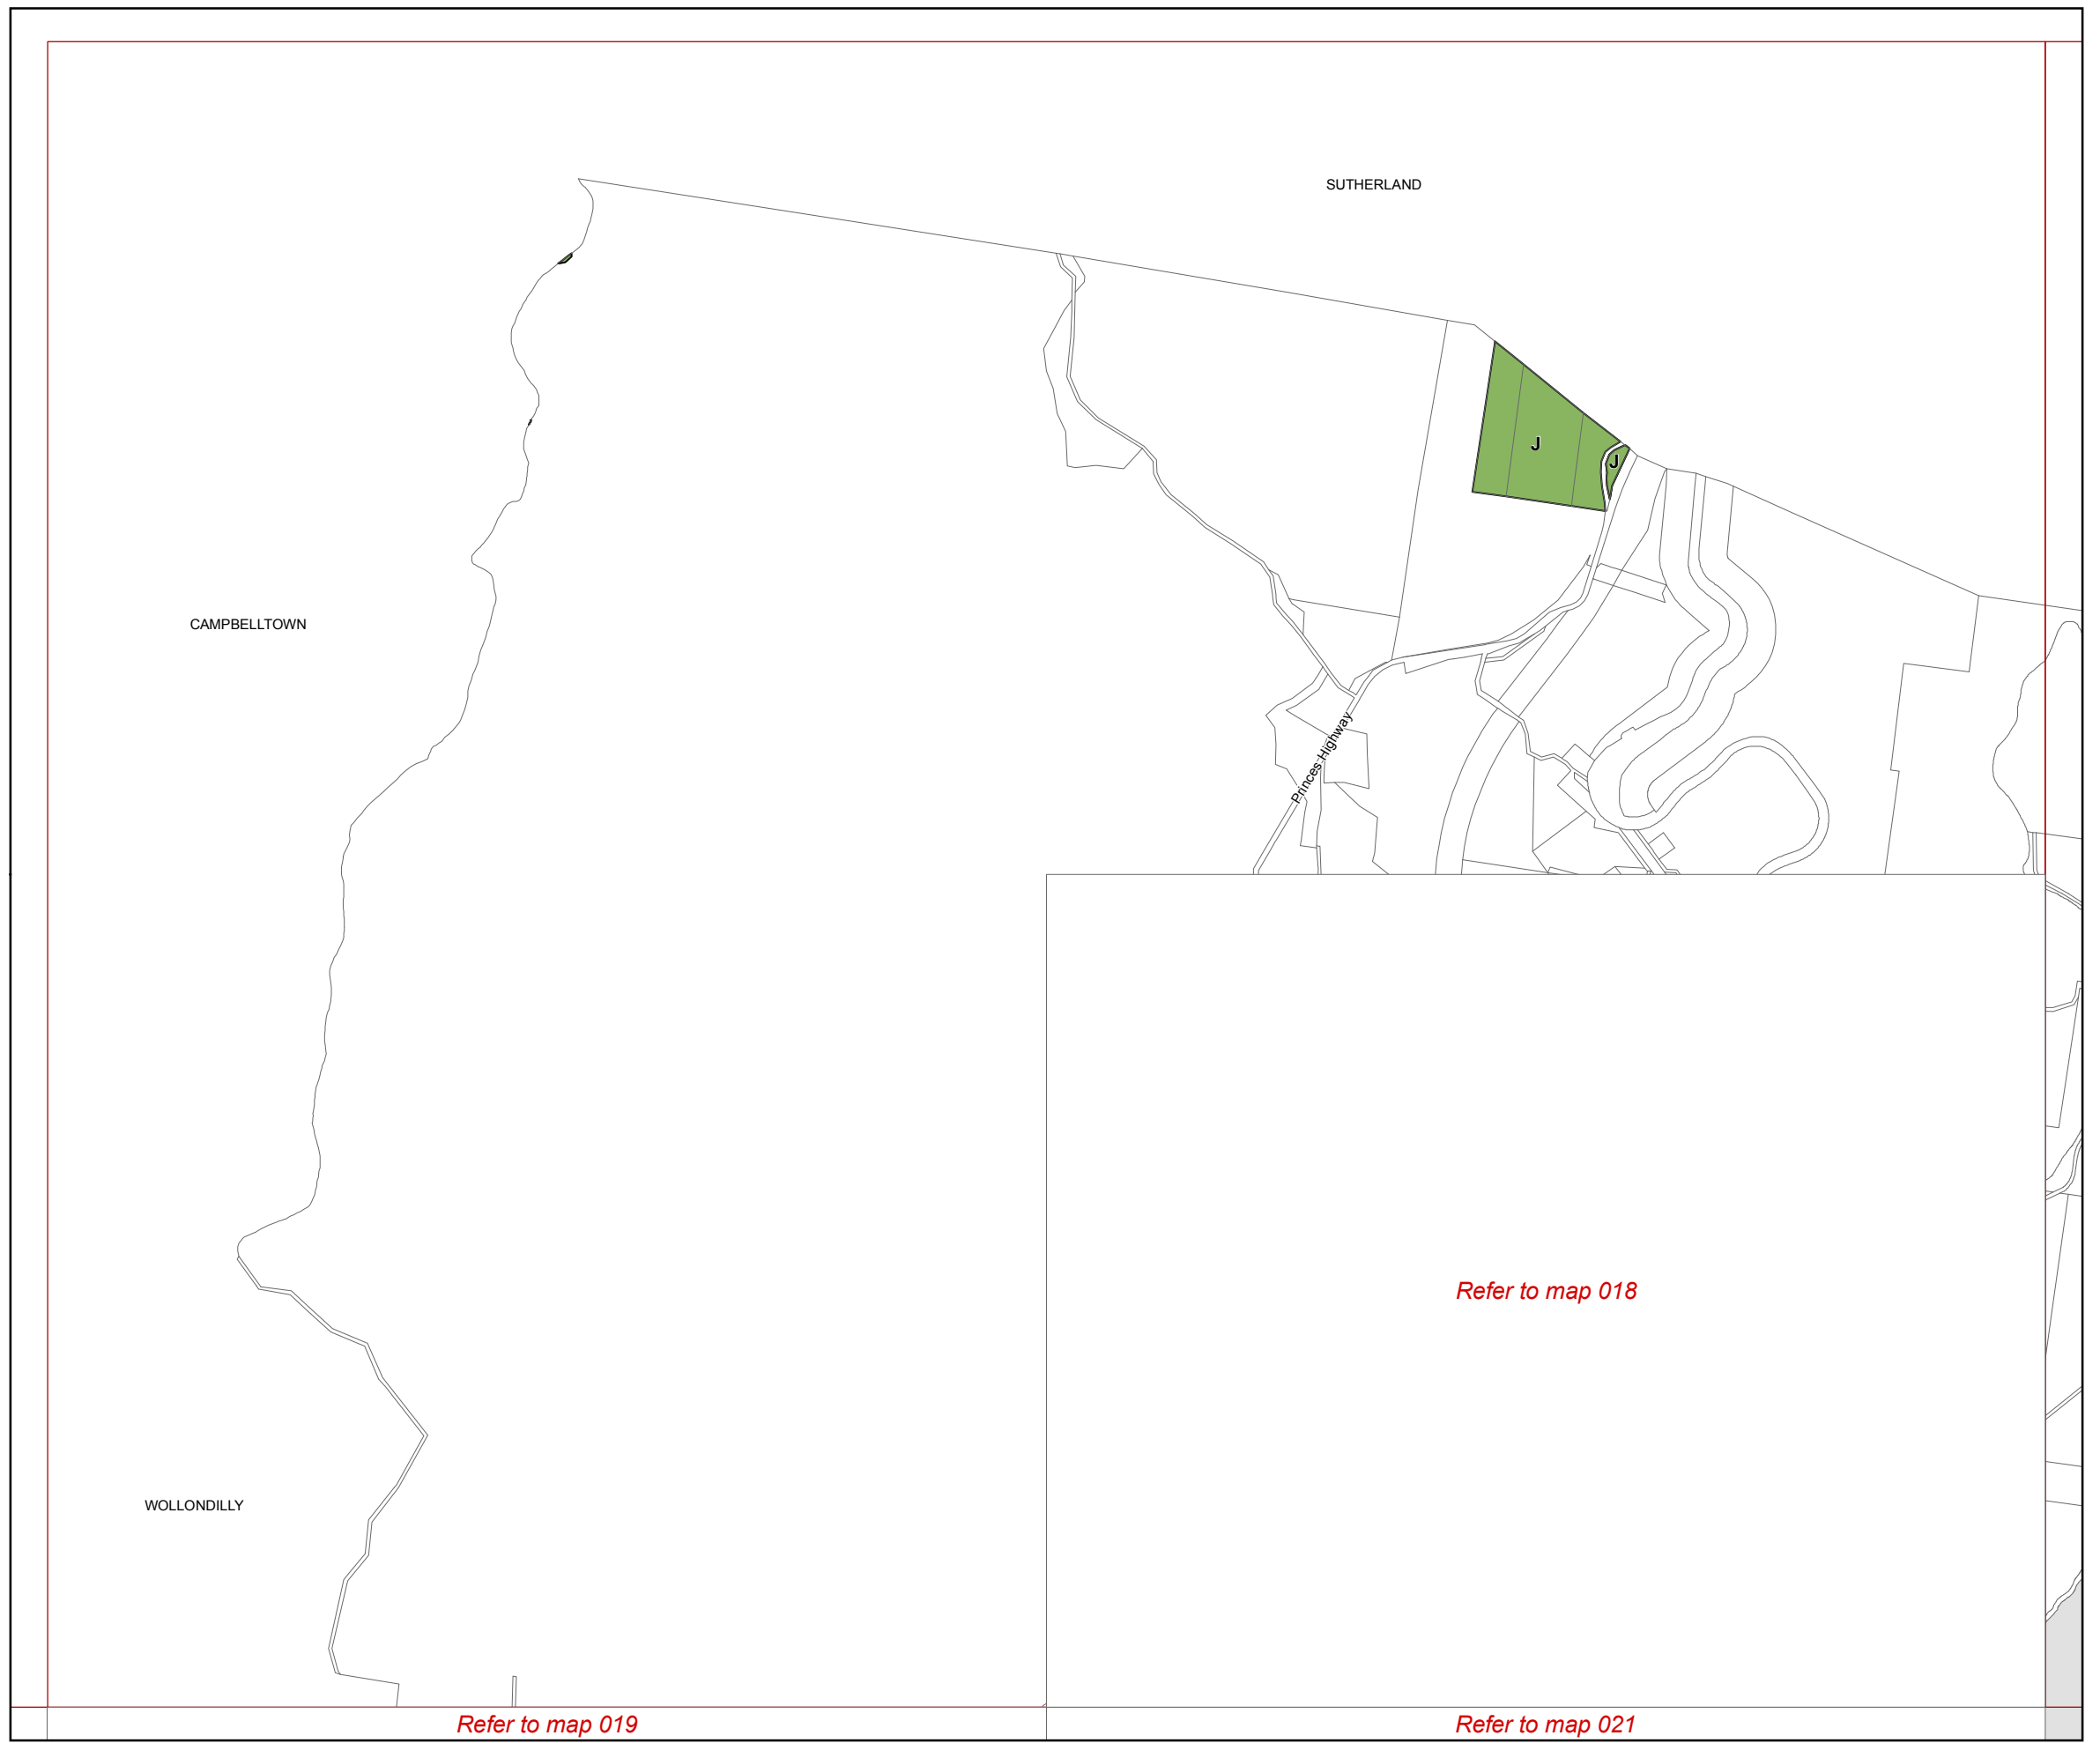 SUTHERLAND
J
J
CAMPBELLTOWN
Princes Highway
Refer to map 018
WOLLONDILLY
Refer to map 019
Refer to map 021